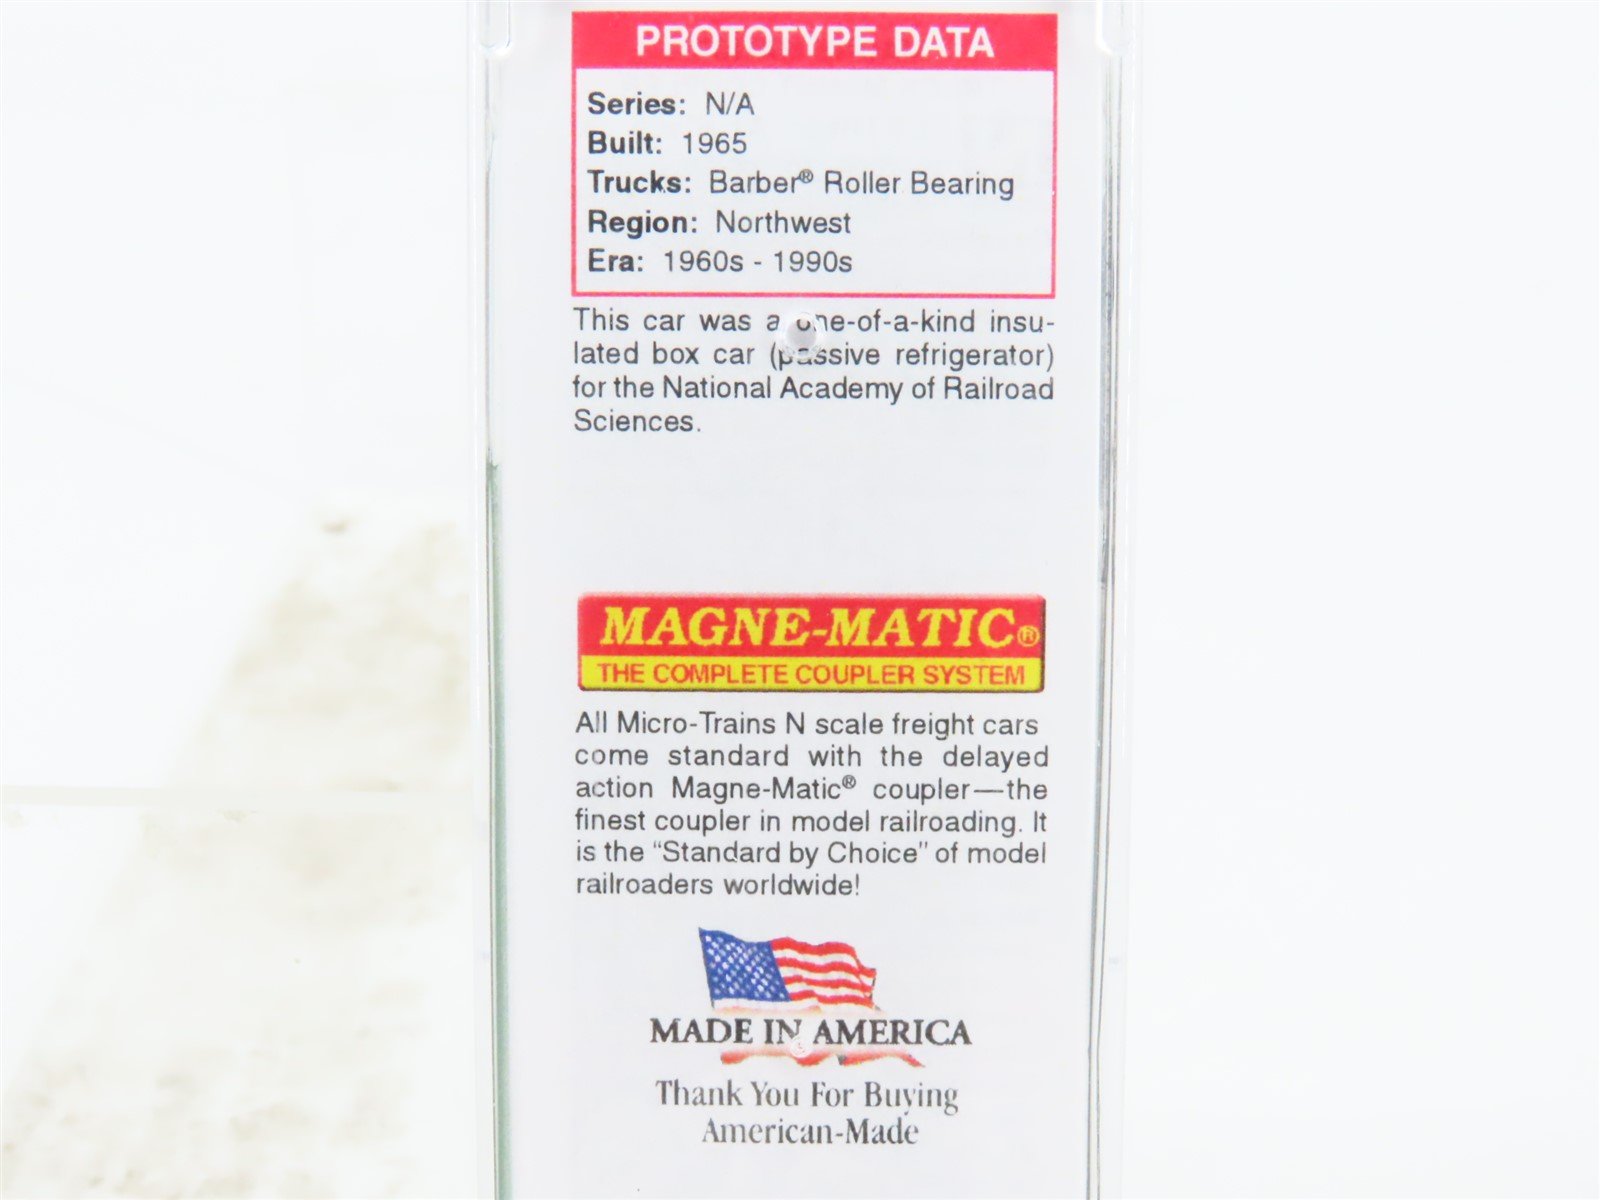 PROTOTYPE DATA
Series: N/A
Built: 1965
Trucks: Barber® Roller Bearing
Region: Northwest
Era: 1960s - 1990s
This car was a one-of-a-kind insu-
lated box car (passive refrigerator)
for the National Academy of Railroad
Sciences.
MAGNE-MATIC®
THE COMPLETE COUPLER SYSTEM
All Micro-Trains N scale freight cars
come standard with the delayed
action Magne-Matic® coupler—the
finest coupler in model railroading. It
is the “Standard by Choice” of model
railroaders worldwide!
MADE IN AMERICA
Thank You For Buying
American-Made